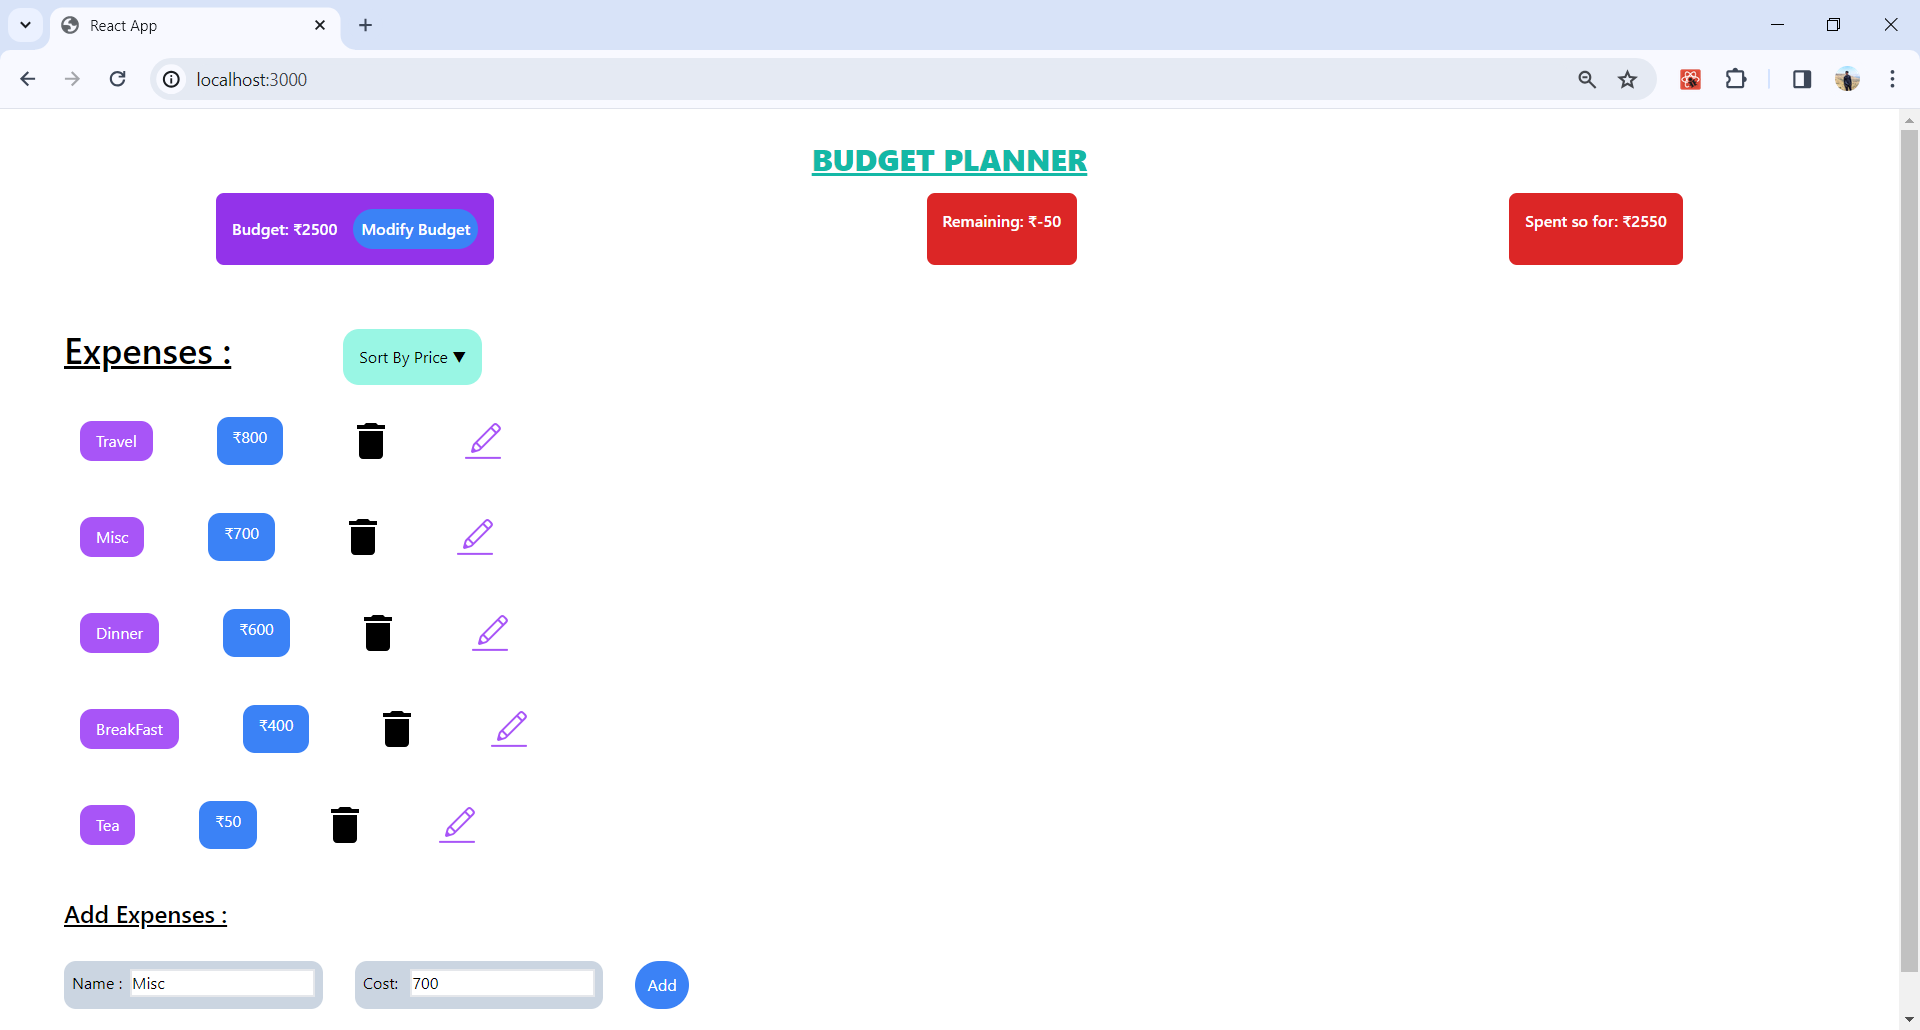 React App
localhost:3000
BUDGET PLANNER
Budget: ₹2500 Modify Budget
Remaining: ₹-50
Spent so for: ₹2550
Expenses :
Sort By Price ▼
Travel ₹800
Misc ₹700
Dinner ₹600
BreakFast ₹400
Tea ₹50
Add Expenses :
Name : Misc Cost: 700 Add